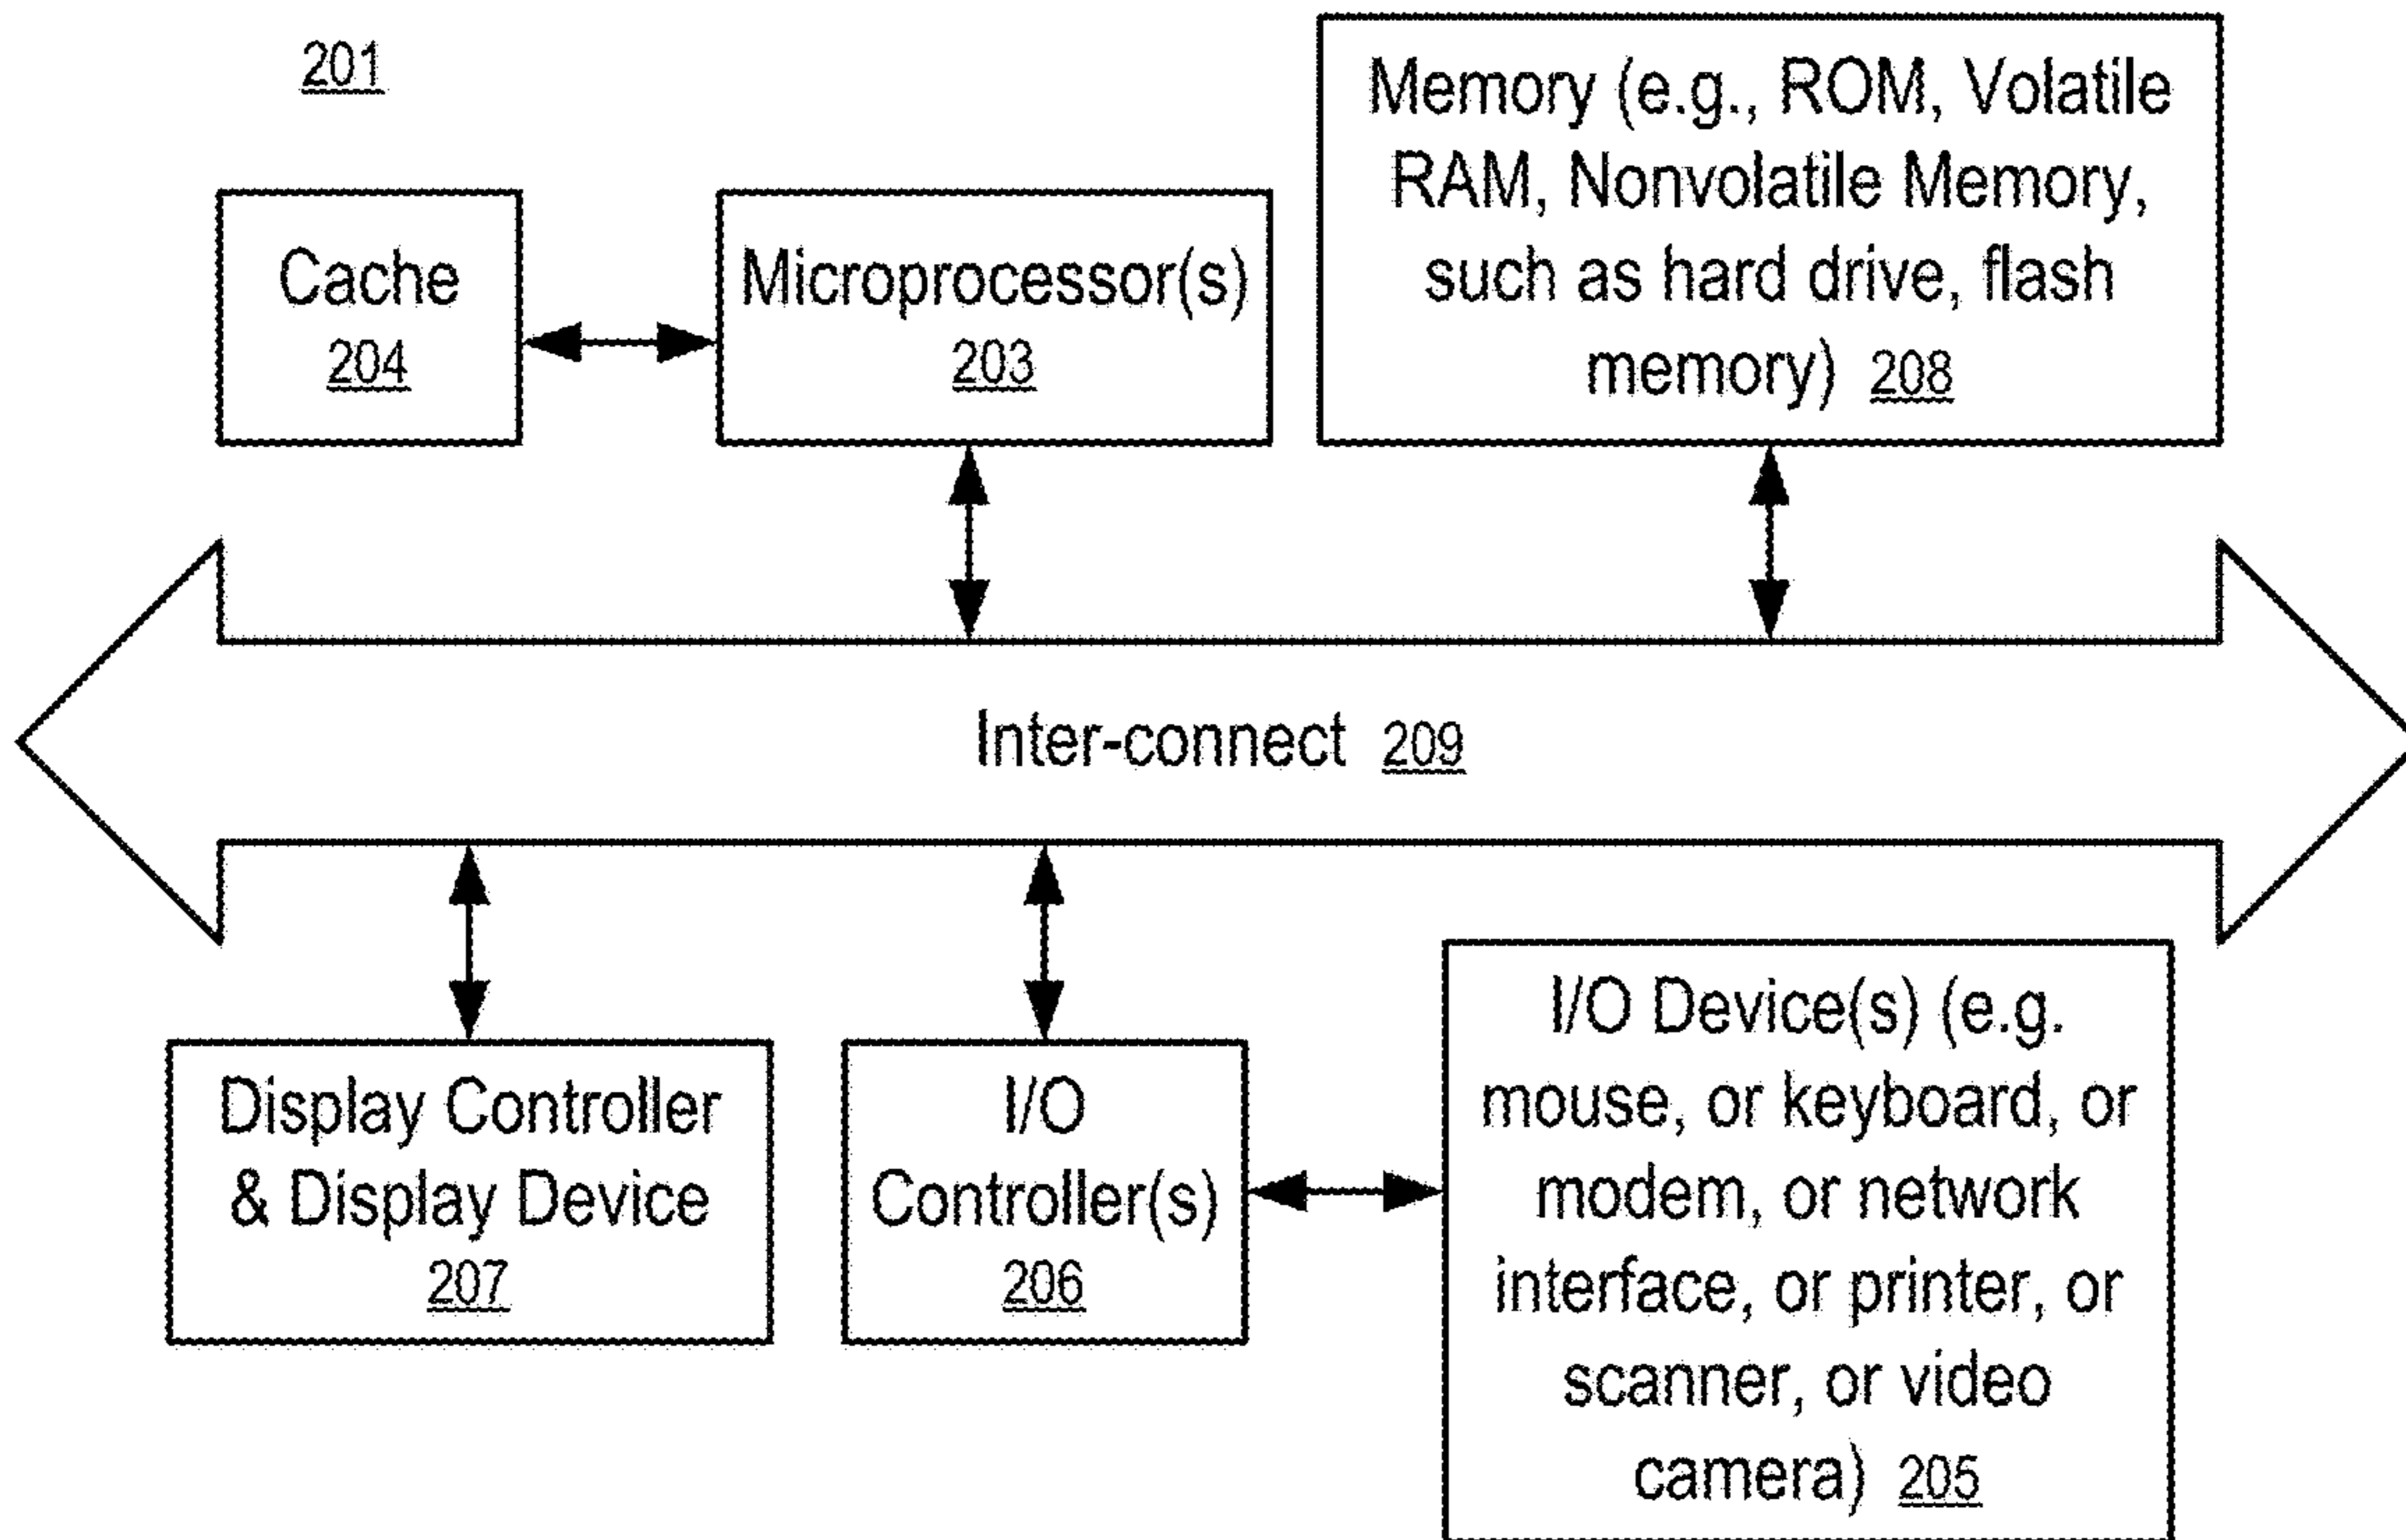 201
Memory (e.g., ROM, Volatile
RAM, Nonvolatile Memory,
such as hard drive, flash
memory) 208
Cache
204
Microprocessor(s)
203
Inter-connect 209
Display Controller
& Display Device
207
I/O
Controller(s)
206
I/O Device(s) (e.g.
mouse, or keyboard, or
modem, or network
interface, or printer, or
scanner, or video
camera) 205